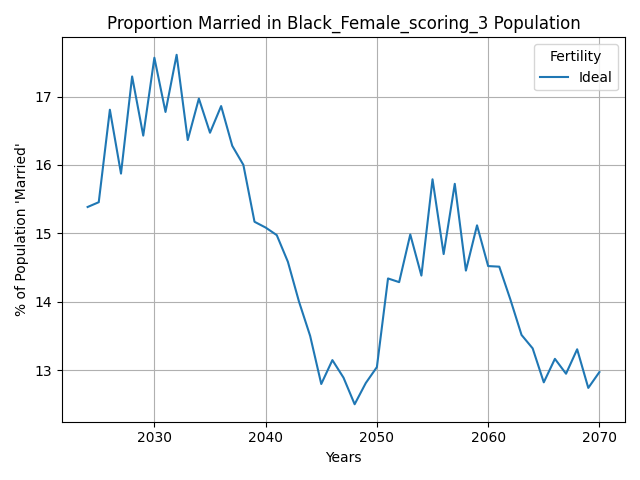 Proportion Married in Black_Female_scoring_3 Population
Fertility
Ideal
% of Population 'Married'
17
16
15
14
13
2030
2040
2050
2060
2070
Years